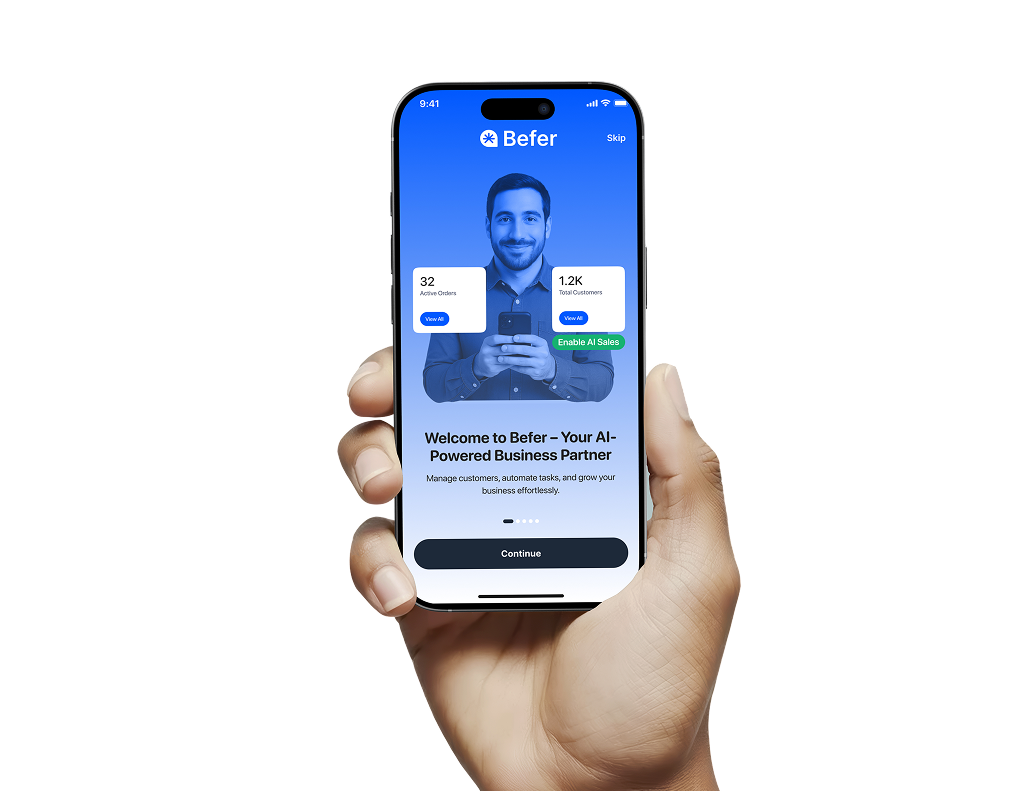 9:41
Befer
Skip
32
Active Orders
View All
1.2K
Total Customers
View All
Enable AI Sales
Welcome to Befer – Your AI-
Powered Business Partner
Manage customers, automate tasks, and grow your
business effortlessly.
Continue